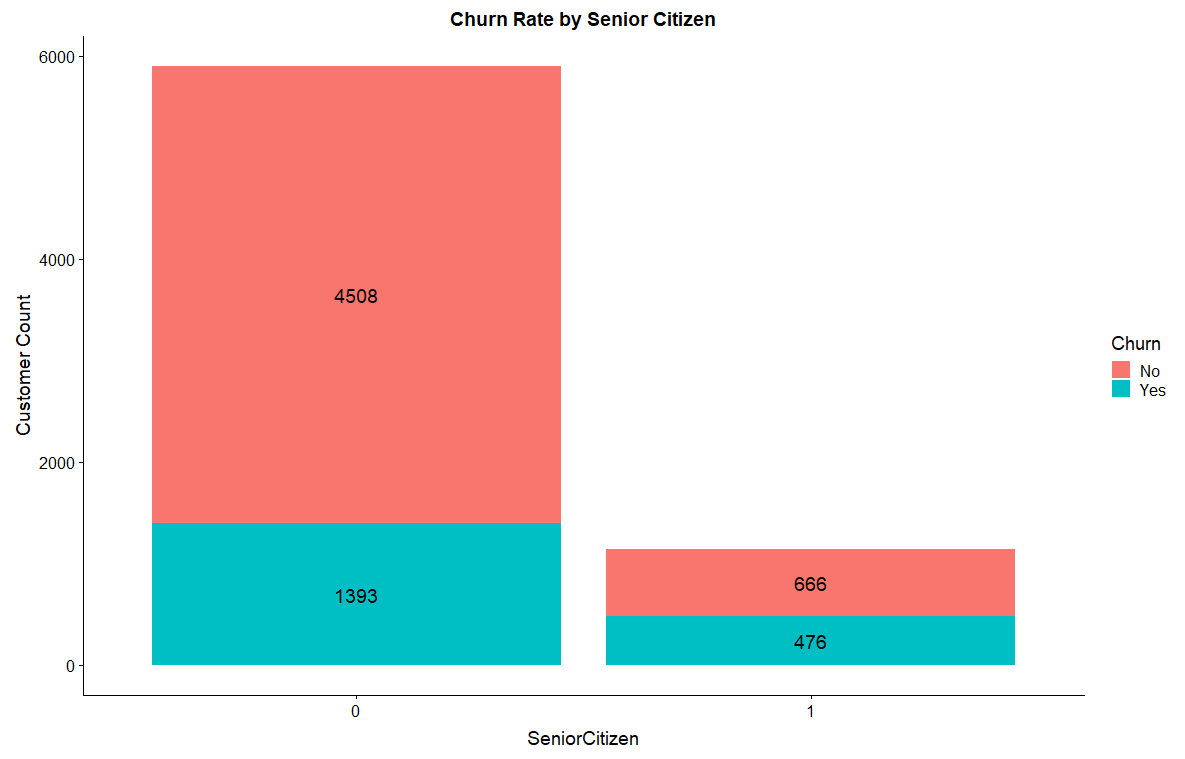 Churn Rate by Senior Citizen
6000
4000
2000
0
Customer Count
4508
1393
666
476
0
1
SeniorCitizen
Churn
No
Yes